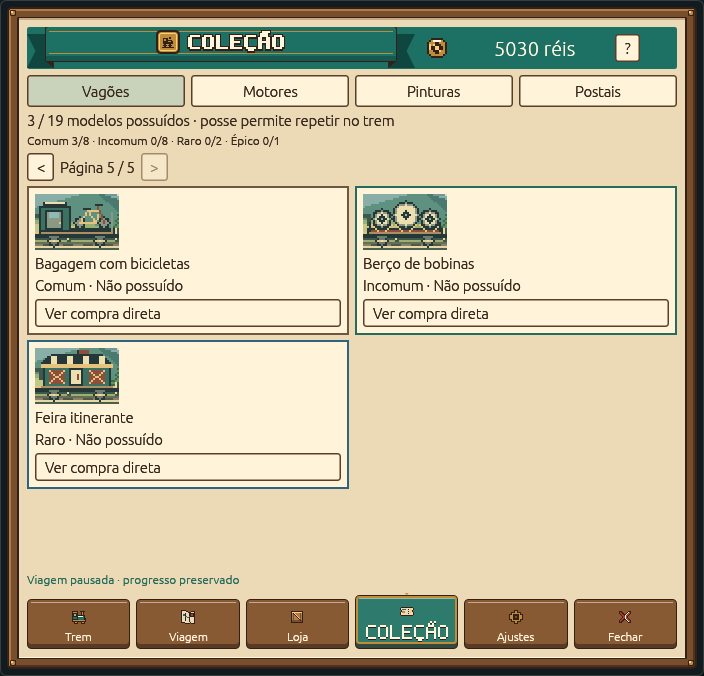 COLEÇÃO
5030 réis
?
Vagões
Motores
Pinturas
Postais
3 / 19 modelos possuídos · posse permite repetir no trem
Comum 3/8 · Incomum 0/8 · Raro 0/2 · Épico 0/1
< Página 5 / 5 >
Bagagem com bicicletas
Comum · Não possuído
Ver compra direta
Berço de bobinas
Incomum · Não possuído
Ver compra direta
Feira itinerante
Raro · Não possuído
Ver compra direta
Viagem pausada · progresso preservado
Trem
Viagem
Loja
COLEÇÃO
Ajustes
Fechar